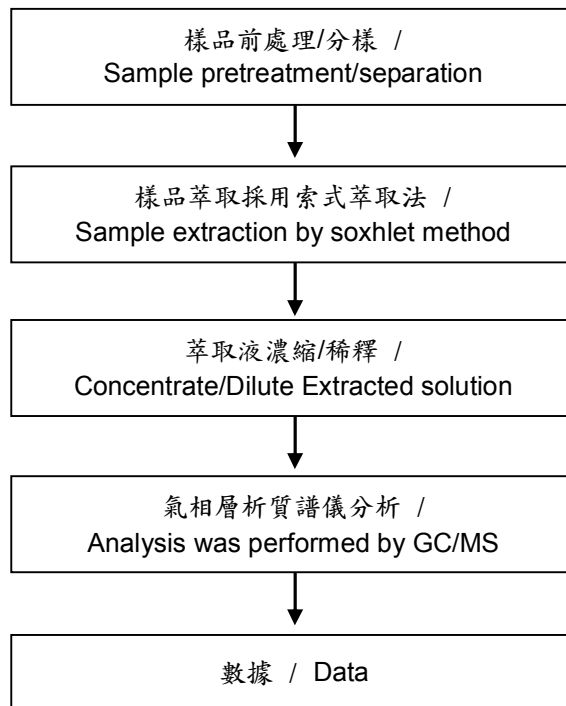 樣品前處理/分樣 /
Sample pretreatment/separation
樣品萃取採用索式萃取法 /
Sample extraction by soxhlet method
萃取液濃縮/稀釋 /
Concentrate/Dilute Extracted solution
氣相層析質譜儀分析 /
Analysis was performed by GC/MS
數據 / Data